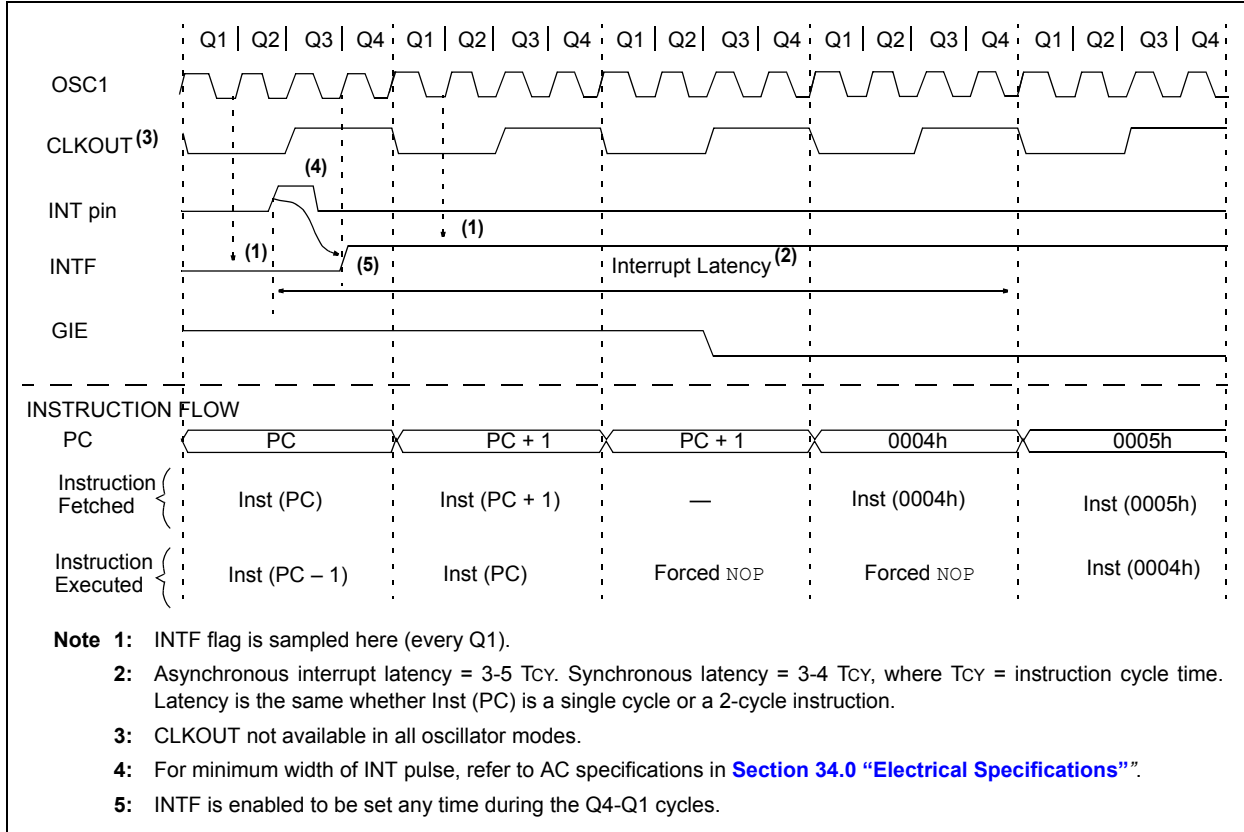 Q1 Q2 Q3 Q4 Q1 Q2 Q3 Q4 Q1 Q2 Q3 Q4 Q1 Q2 Q3 Q4 Q1 Q2 Q3 Q4
OSC1
CLKOUT (3)
(4)
INT pin
(1)
(1)
INTF
(5)
Interrupt Latency (2)
GIE
INSTRUCTION FLOW
PC PC PC + 1 PC + 1 0004h 0005h
Instruction
Fetched
Inst (PC) Inst (PC + 1) — Inst (0004h) Inst (0005h)
Instruction
Executed
Inst (PC – 1) Inst (PC) Forced NOP Forced NOP Inst (0004h)
Note 1: INTF flag is sampled here (every Q1).
2: Asynchronous interrupt latency = 3-5 TCY. Synchronous latency = 3-4 TCY, where TCY = instruction cycle time.
Latency is the same whether Inst (PC) is a single cycle or a 2-cycle instruction.
3: CLKOUT not available in all oscillator modes.
4: For minimum width of INT pulse, refer to AC specifications in Section 34.0 “Electrical Specifications””.
5: INTF is enabled to be set any time during the Q4-Q1 cycles.